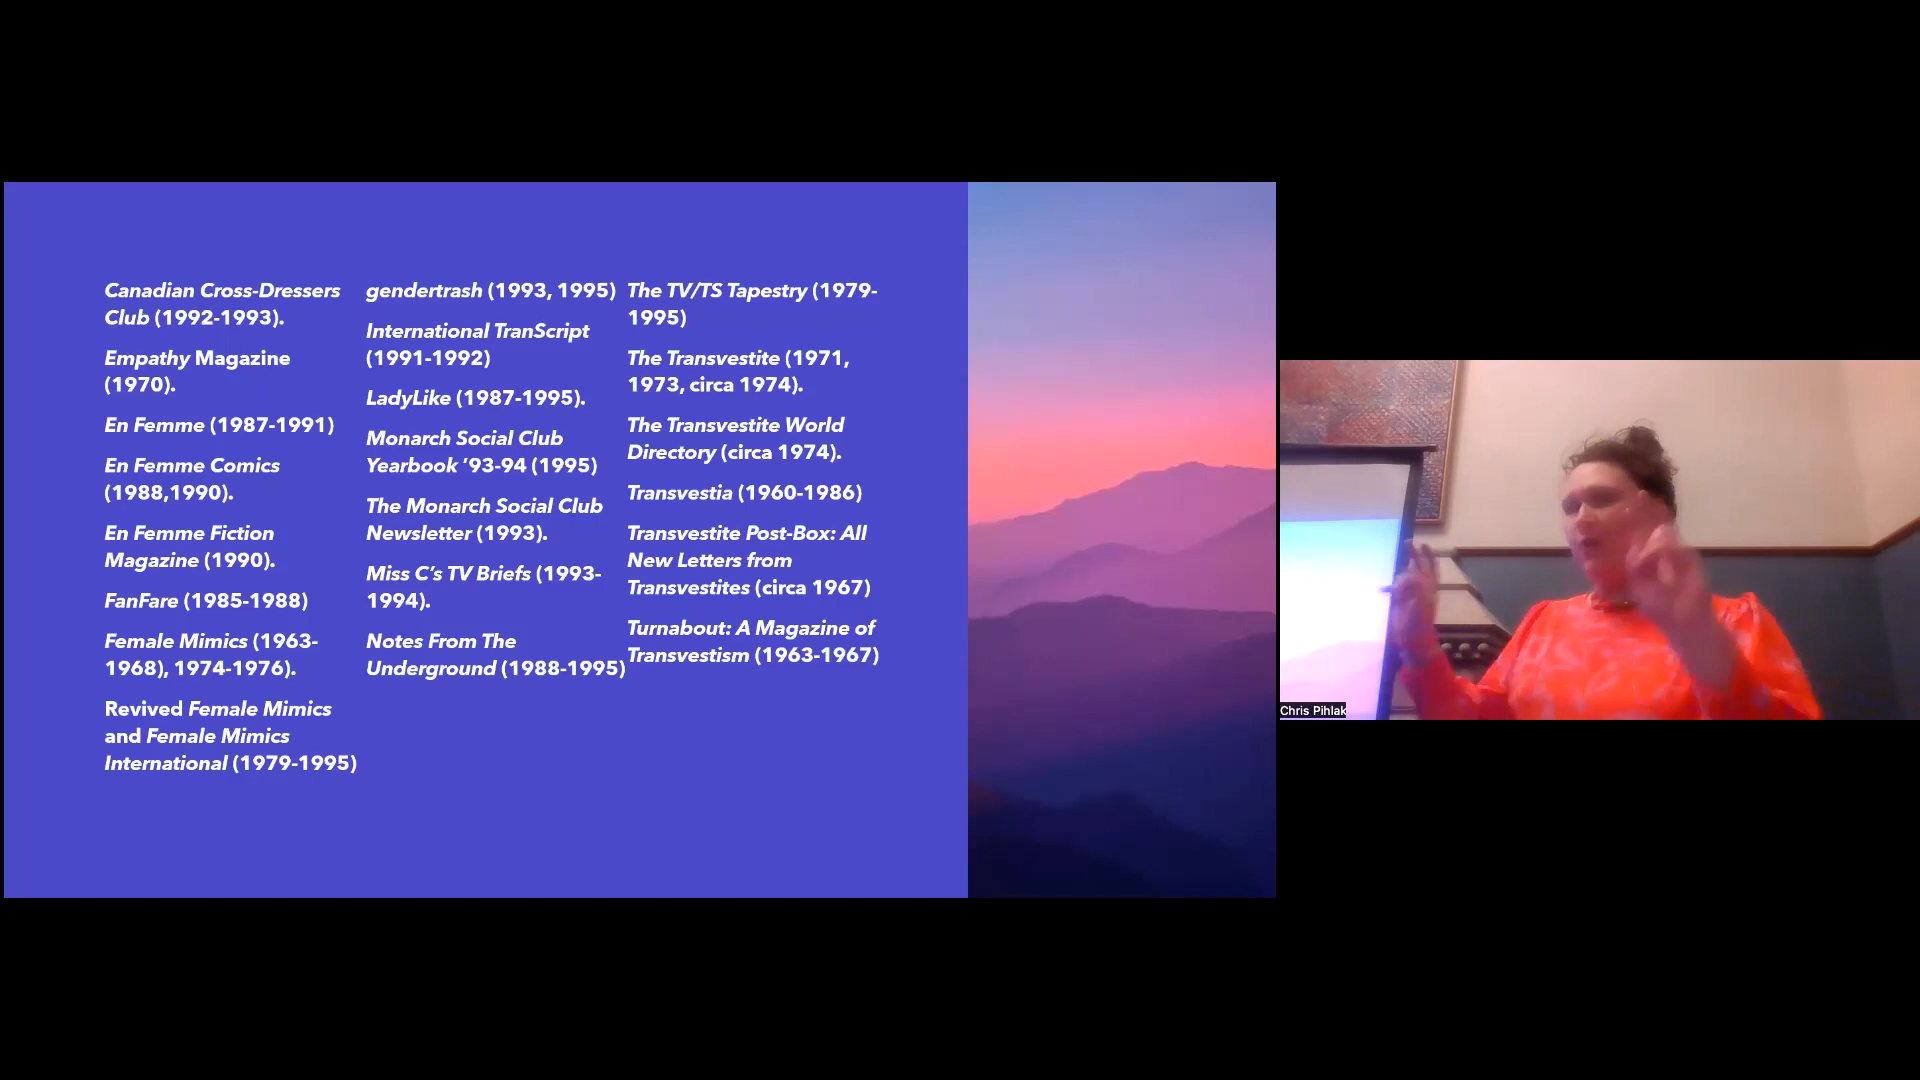 Canadian Cross-Dressers
Club (1992-1993).
Empathy Magazine
(1970).
En Femme (1987-1991)
En Femme Comics
(1988,1990).
En Femme Fiction
Magazine (1990).
FanFare (1985-1988)
Female Mimics (1963-
1968), 1974-1976).
Revived Female Mimics
and Female Mimics
International (1979-1995)
gendertrash (1993, 1995)
International TranScript
(1991-1992)
LadyLike (1987-1995).
Monarch Social Club
Yearbook ’93-94 (1995)
The Monarch Social Club
Newsletter (1993).
Miss C’s TV Briefs (1993-
1994).
Notes From The
Underground (1988-1995)
The TV/TS Tapestry (1979-
1995)
The Transvestite (1971,
1973, circa 1974).
The Transvestite World
Directory (circa 1974).
Transvestia (1960-1986)
Transvestite Post-Box: All
New Letters from
Transvestites (circa 1967)
Turnabout: A Magazine of
Transvestism (1963-1967)
Chris Pihlak